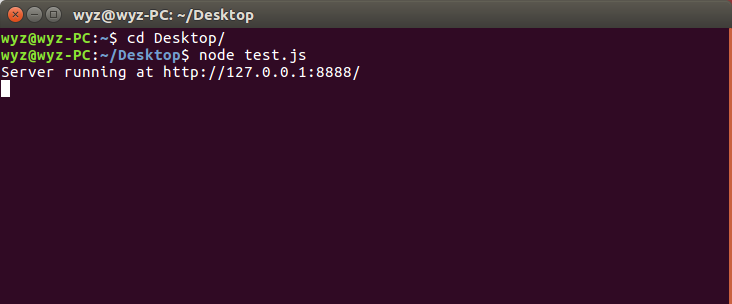 wyz@wyz-PC: ~/Desktop
wyz@wyz-PC:~$ cd Desktop/
wyz@wyz-PC:~/Desktop$ node test.js
Server running at http://127.0.0.1:8888/